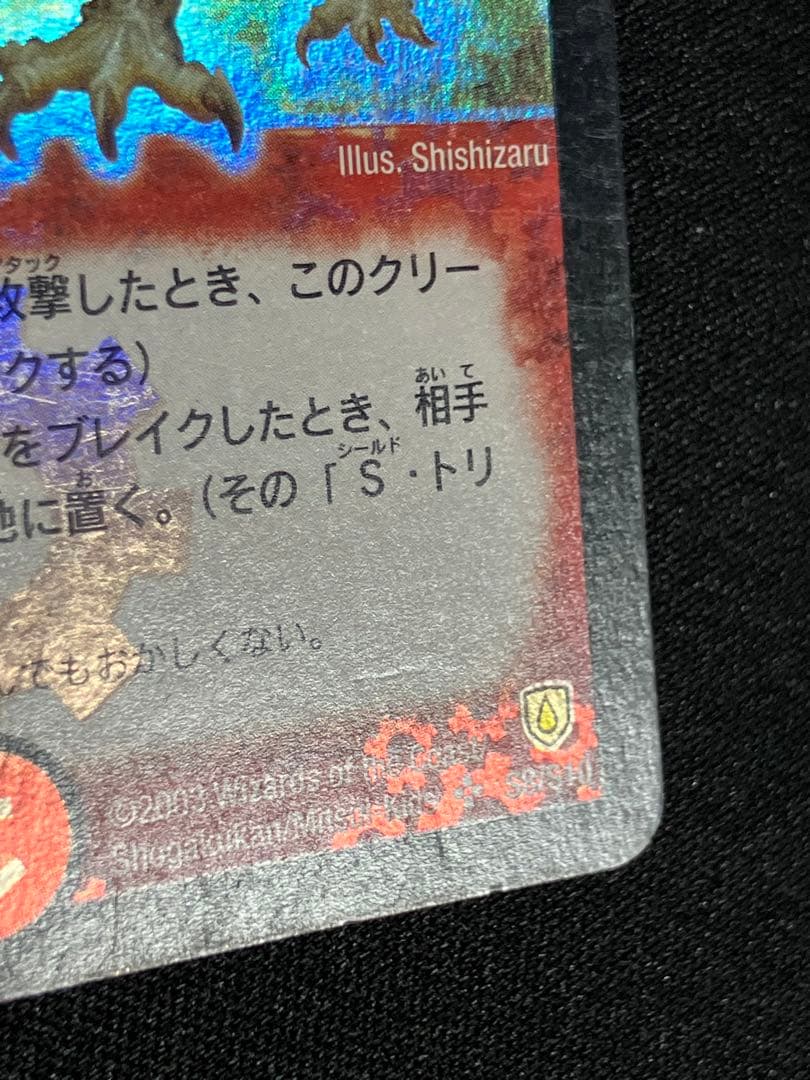 Illus. Shishizaru
タック
攻撃したとき、このクリー
クする)
あいて
をブレイクしたとき、相手
お シールド
に置く。(その「S・トリ
てもおかしくない。
©2003 Wizards of the Coast/
Shogakukan/Mitsui-Kids S9/S10